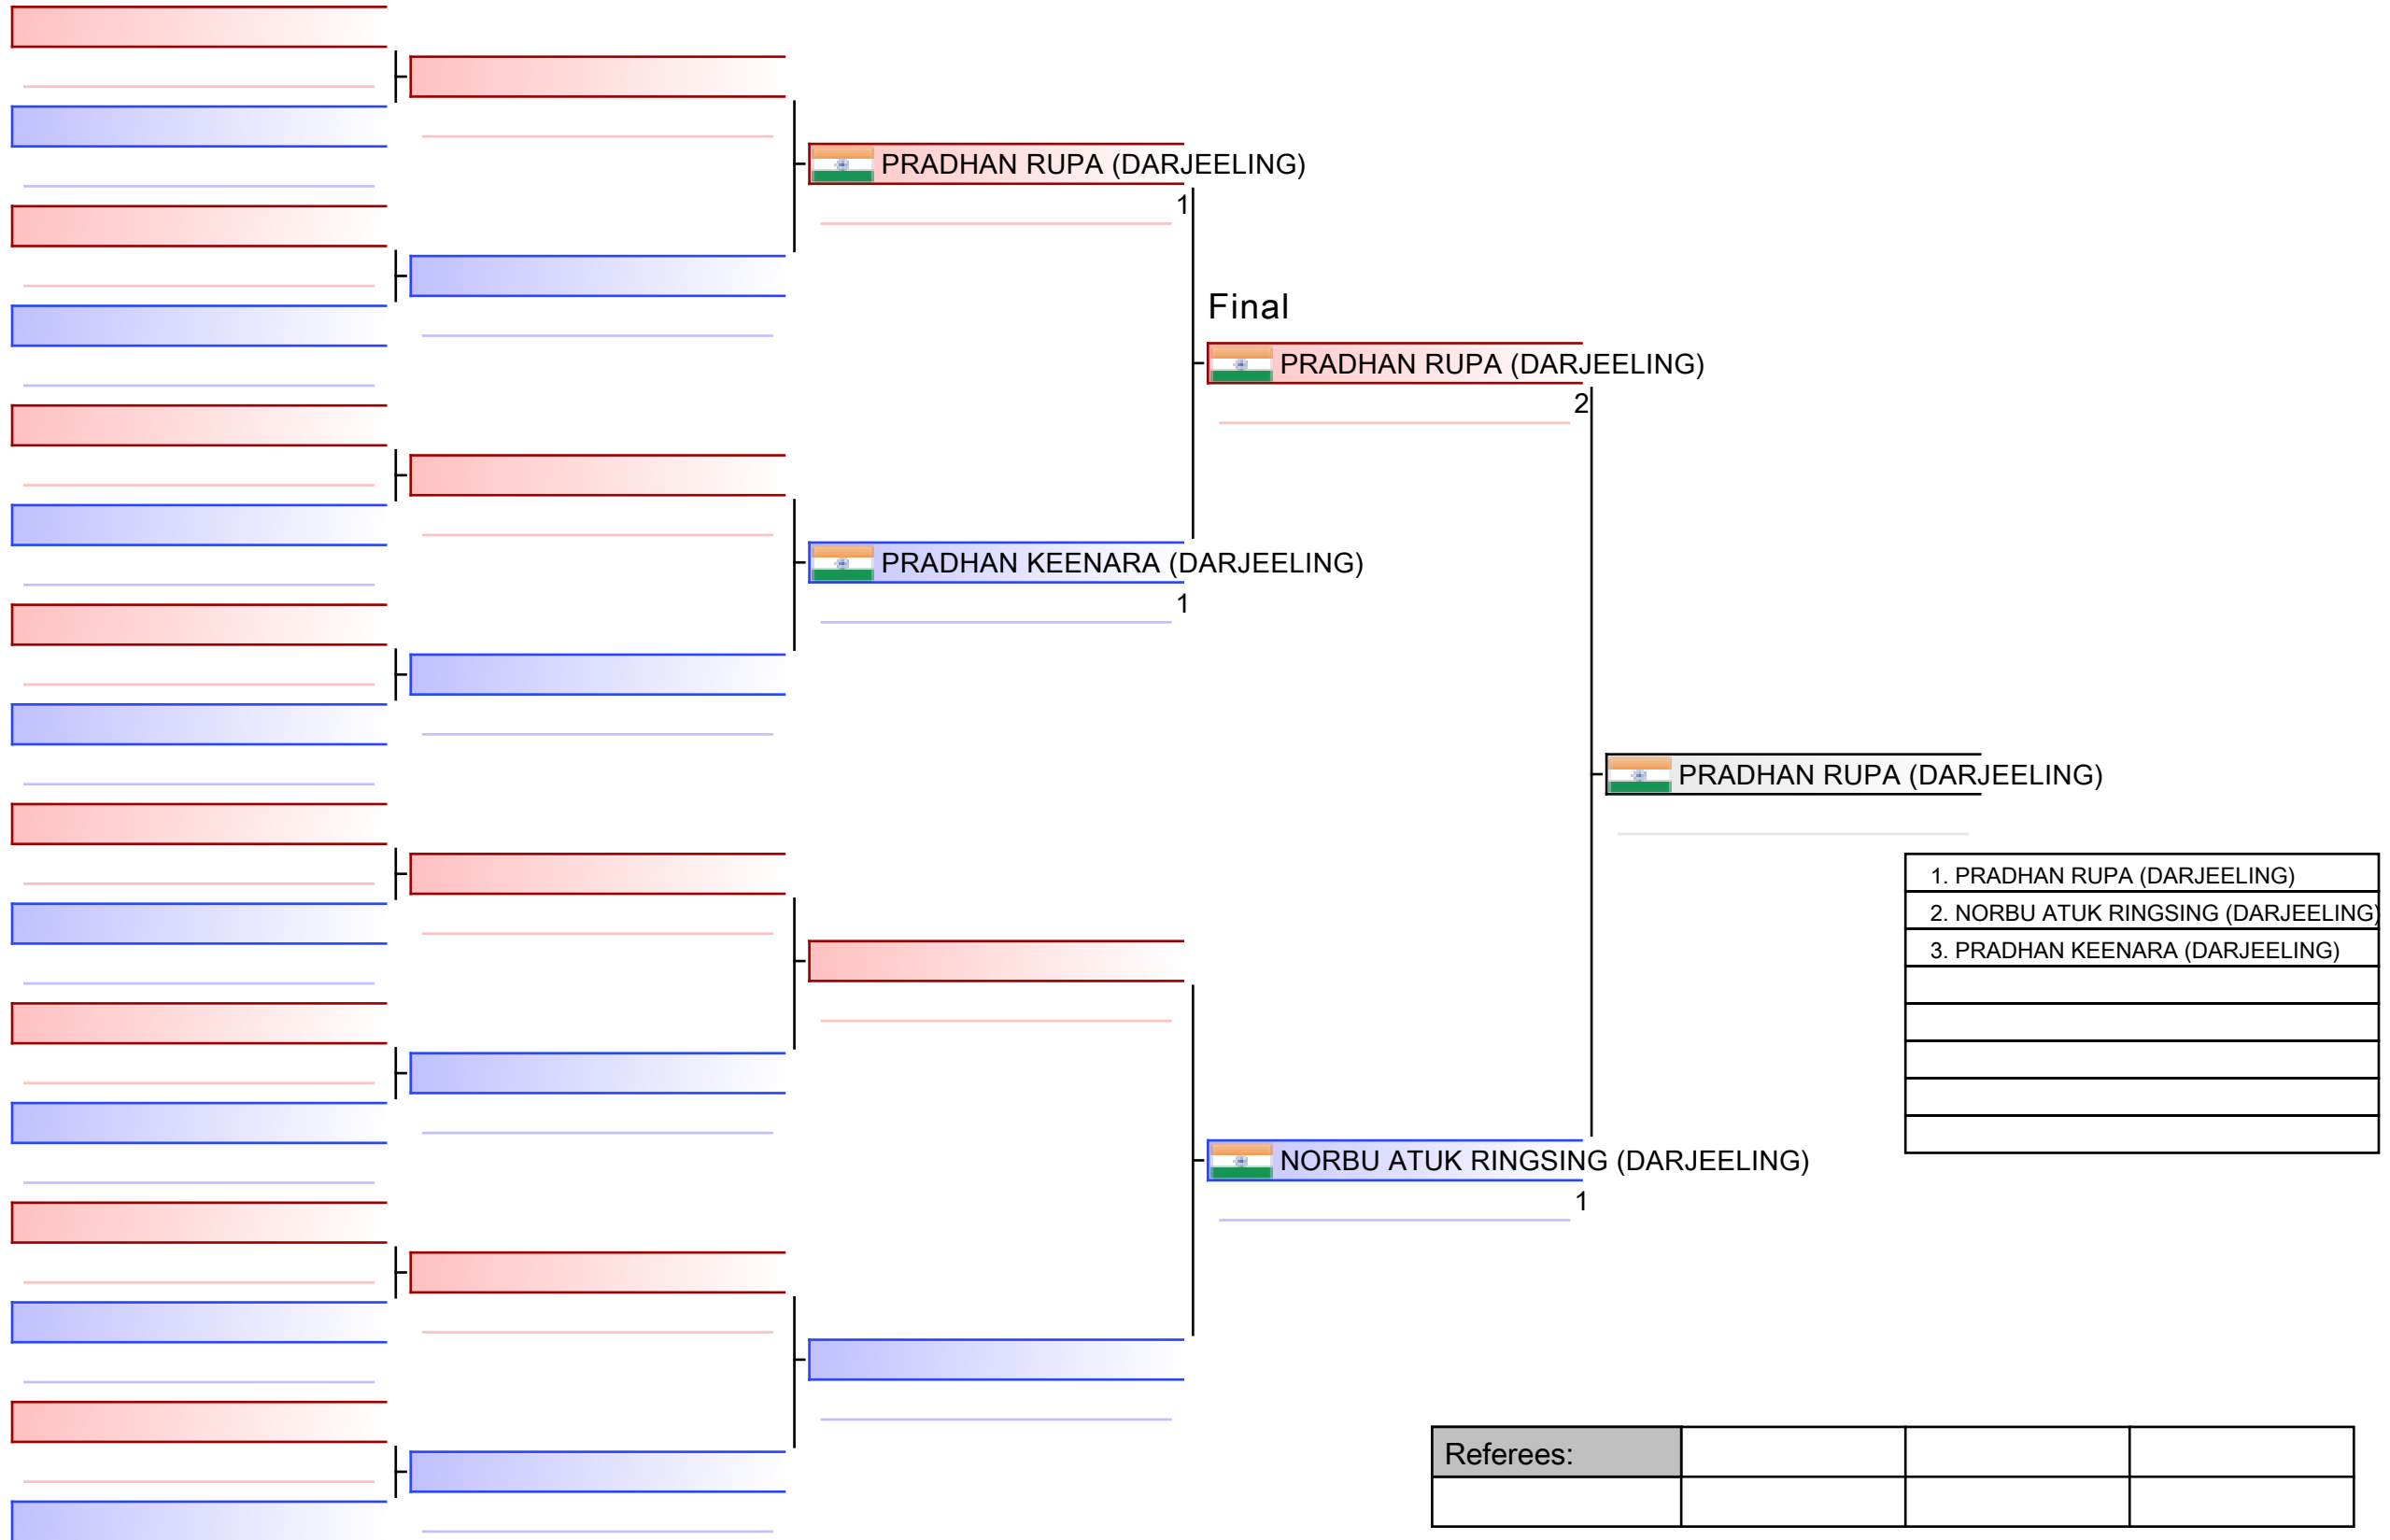 PRADHAN RUPA (DARJEELING)
1
Final
PRADHAN RUPA (DARJEELING)
2
PRADHAN KEENARA (DARJEELING)
1
PRADHAN RUPA (DARJEELING)
1. PRADHAN RUPA (DARJEELING)
2. NORBU ATUK RINGSING (DARJEELING)
3. PRADHAN KEENARA (DARJEELING)
NORBU ATUK RINGSING (DARJEELING)
1
Referees: